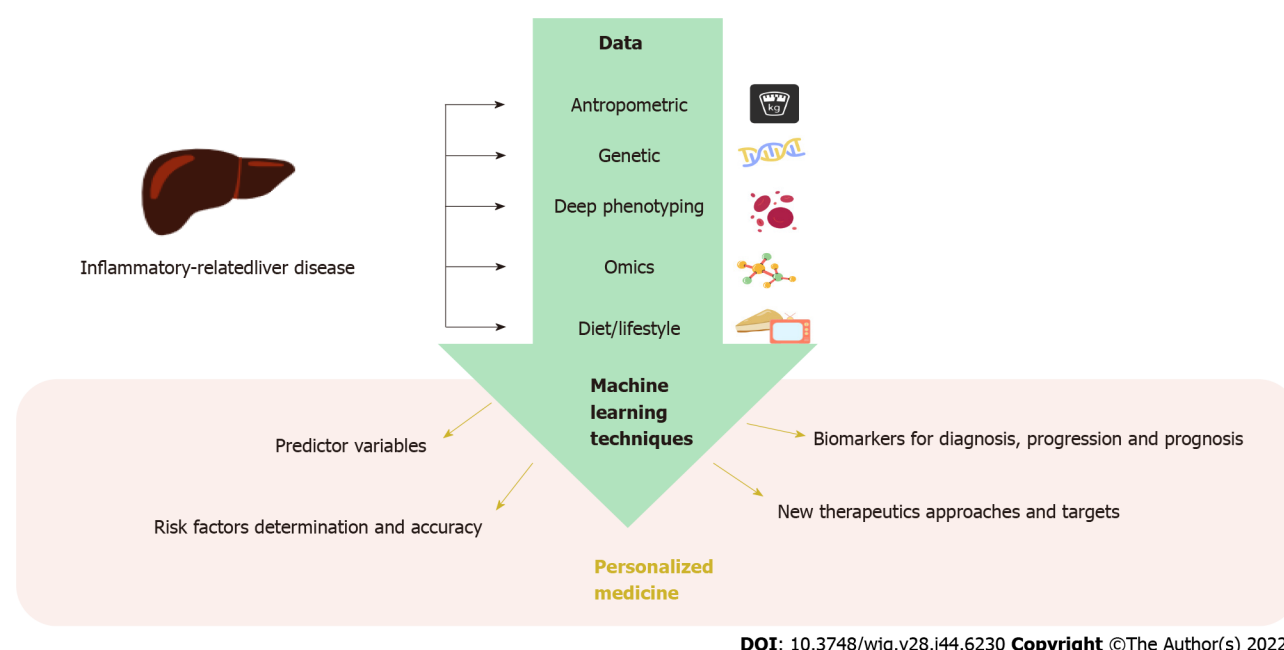 Data
Antropometric
kg
Genetic
Deep phenotyping
Omics
Inflammatory-relatedliver disease
Diet/lifestyle
Machine
learning
techniques
Predictor variables
Biomarkers for diagnosis, progression and prognosis
Risk factors determination and accuracy
New therapeutics approaches and targets
Personalized
medicine
DOI: 10.3748/wjg.v28.i44.6230 Copyright ©The Author(s) 2022